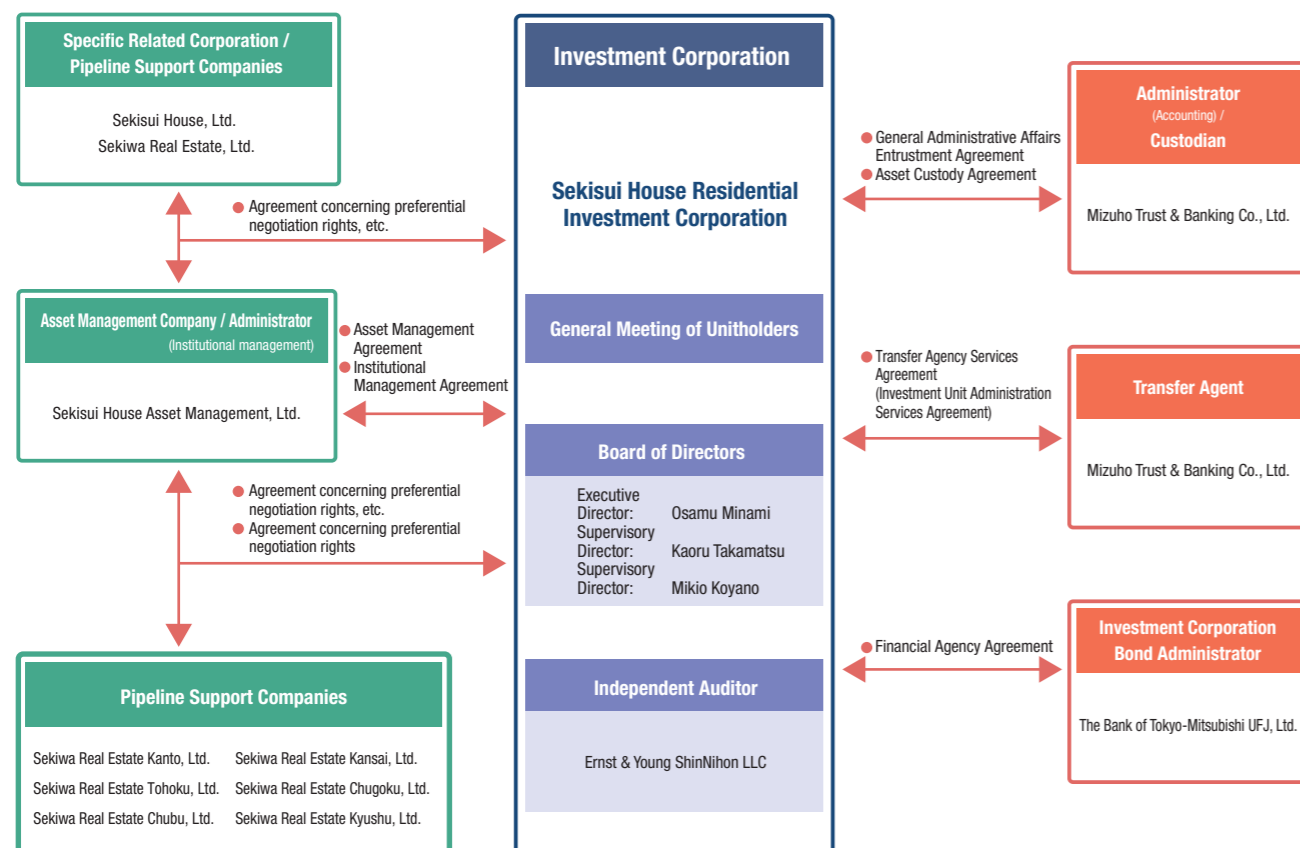 Specific Related Corporation /
Pipeline Support Companies
Sekisui House, Ltd.
Sekiwa Real Estate, Ltd.
● Agreement concerning preferential
negotiation rights, etc.
Asset Management Company / Administrator
(Institutional management)
Sekisui House Asset Management, Ltd.
● Asset Management
Agreement
● Institutional
Management Agreement
● Agreement concerning preferential
negotiation rights, etc.
● Agreement concerning preferential
negotiation rights
Pipeline Support Companies
Sekiwa Real Estate Kanto, Ltd. Sekiwa Real Estate Kansai, Ltd.
Sekiwa Real Estate Tohoku, Ltd. Sekiwa Real Estate Chugoku, Ltd.
Sekiwa Real Estate Chubu, Ltd. Sekiwa Real Estate Kyushu, Ltd.
Investment Corporation
Sekisui House Residential
Investment Corporation
General Meeting of Unitholders
Board of Directors
Executive
Director: Osamu Minami
Supervisory
Director: Kaoru Takamatsu
Supervisory
Director: Mikio Koyano
Independent Auditor
Ernst & Young ShinNihon LLC
● General Administrative Affairs
Entrustment Agreement
● Asset Custody Agreement
Administrator
(Accounting) /
Custodian
Mizuho Trust & Banking Co., Ltd.
● Transfer Agency Services
Agreement
(Investment Unit Administration
Services Agreement)
Transfer Agent
Mizuho Trust & Banking Co., Ltd.
● Financial Agency Agreement
Investment Corporation
Bond Administrator
The Bank of Tokyo-Mitsubishi UFJ, Ltd.